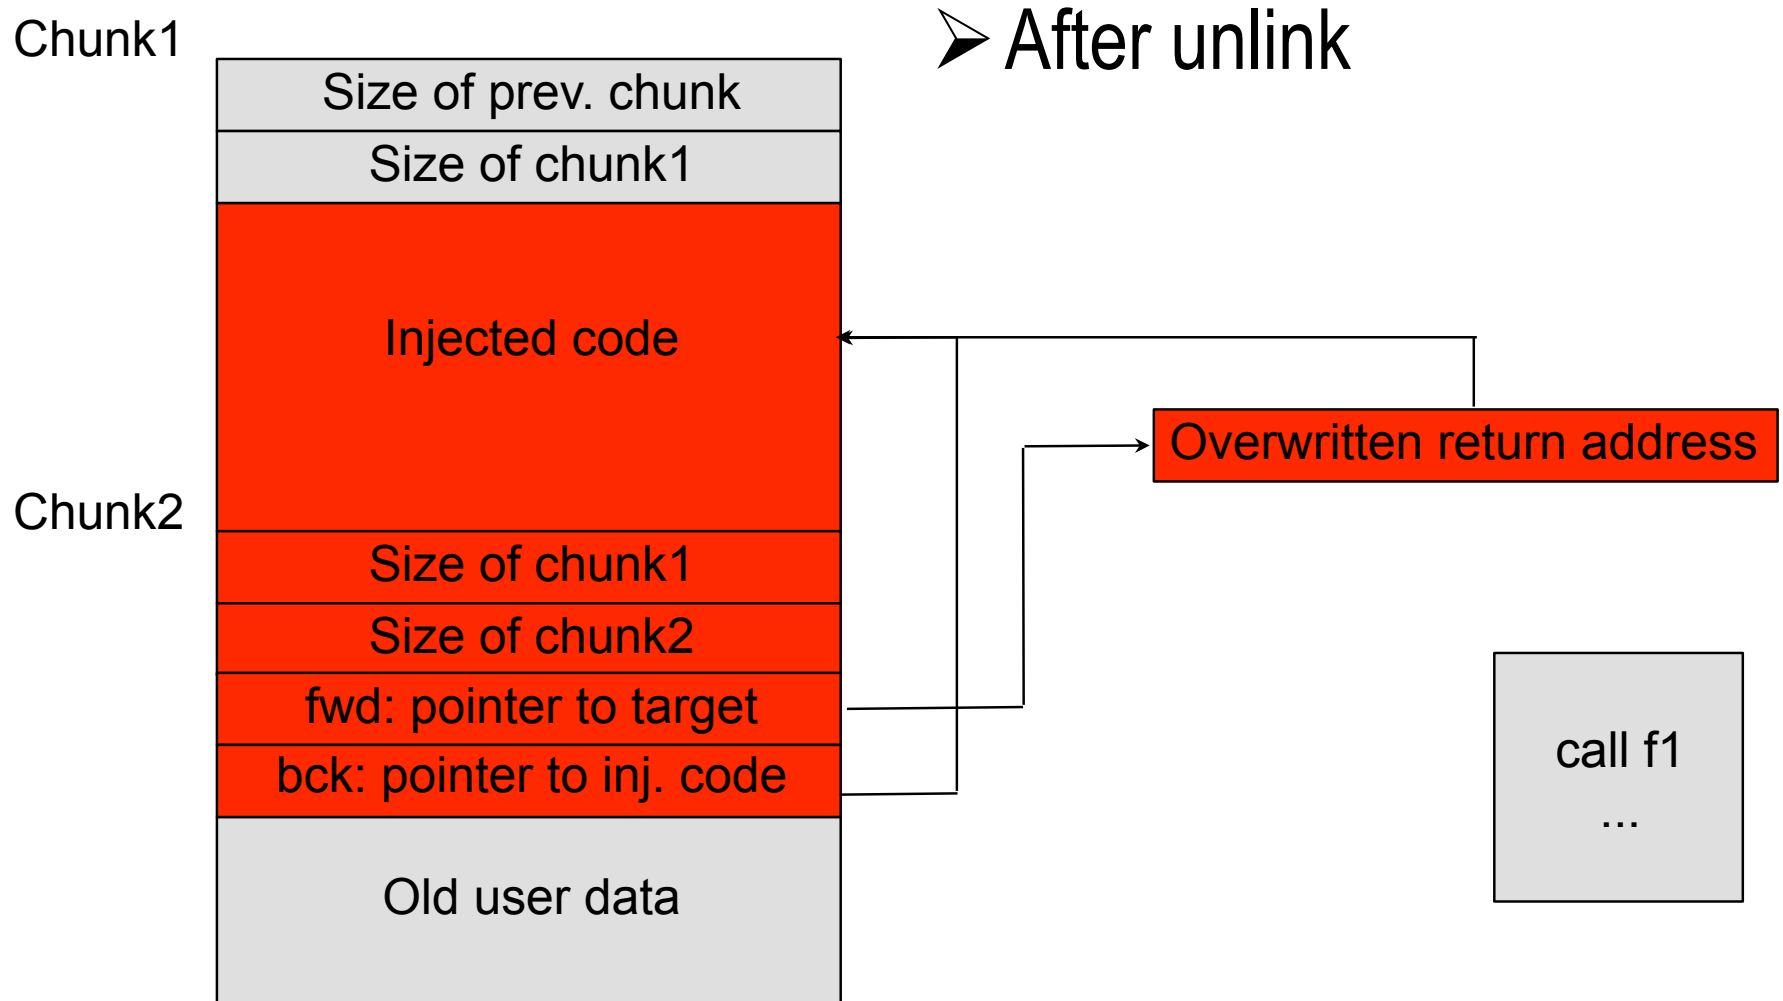 Chunk1
➢ After unlink
Size of prev. chunk
Size of chunk1
Injected code
Overwritten return address
Chunk2
Size of chunk1
Size of chunk2
fwd: pointer to target
bck: pointer to inj. code
call f1
...
Old user data